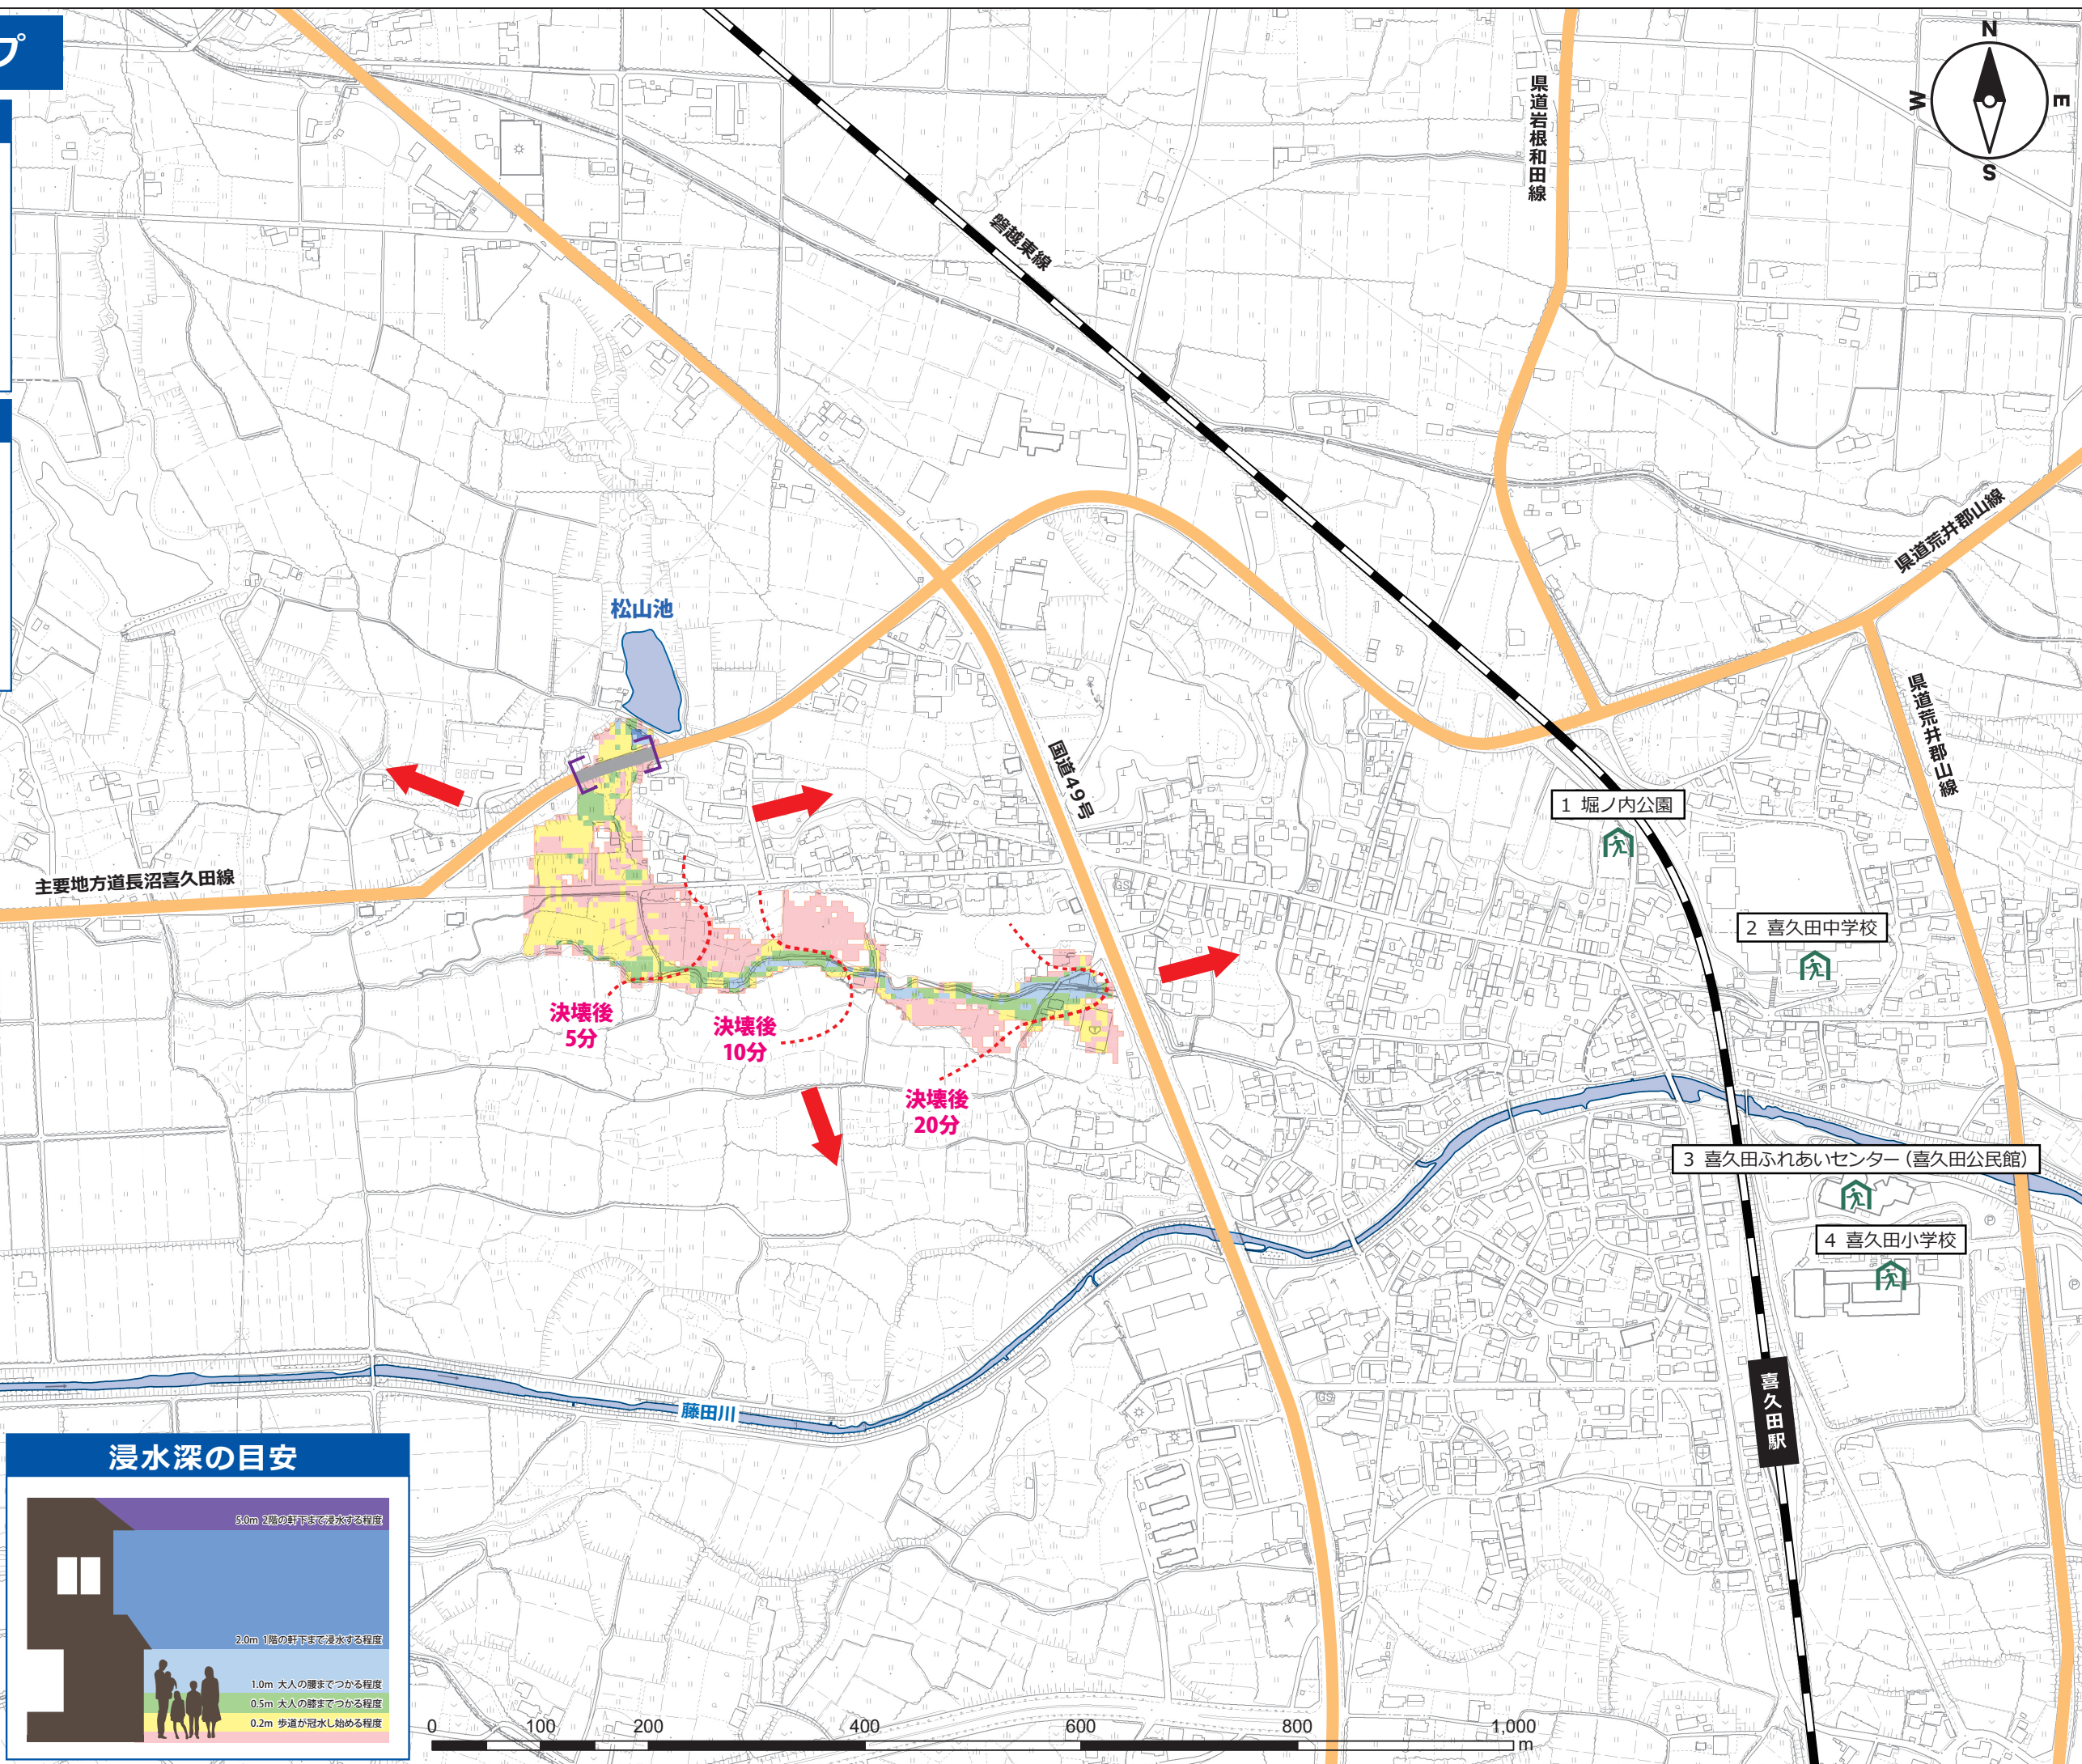 プ
N
W
E
S
県道岩根和田線
磐越東線
県道荒井郡山線
松山池
県道荒井郡山線
国道49号
1 堀ノ内公園
主要地方道長沼喜久田線
GS
2 喜久田中学校
決壊後
5分
決壊後
10分
決壊後
20分
3 喜久田ふれあいセンター（喜久田公民館）
4 喜久田小学校
P
P
喜久田駅
GS
藤田川
浸水深の目安
5.0m 2階の軒下まで浸水する程度
2.0m 1階の軒下まで浸水する程度
1.0m 大人の腰までつかる程度
0.5m 大人の膝までつかる程度
0.2m 歩道が冠水し始める程度
0 100 200 400 600 800 1,000
m